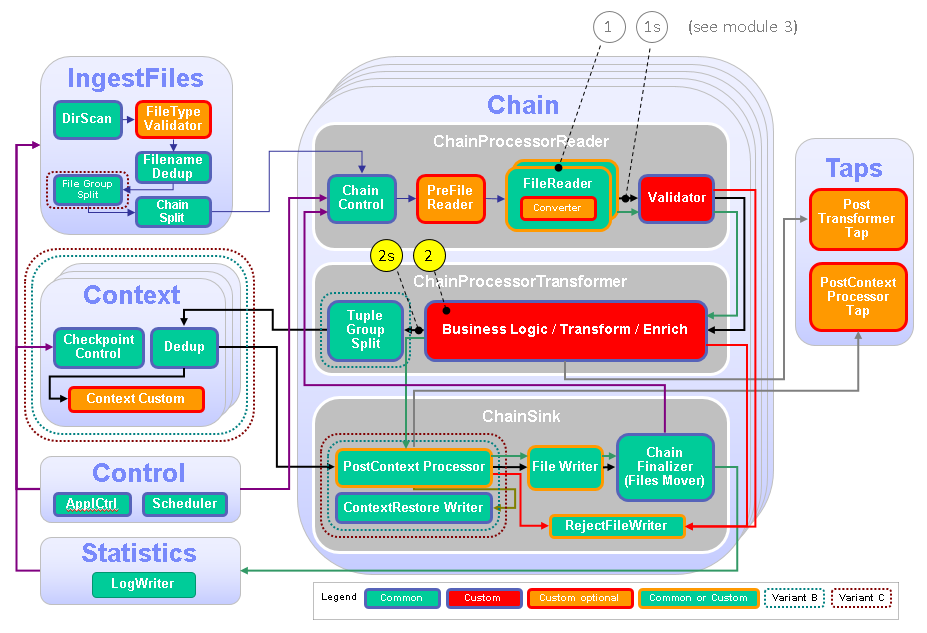 1
1s
(see module 3)
IngestFiles
DirScan
FileType
Validator
Filename
Dedup
File Group
Split
Chain
Split
Chain
ChainProcessorReader
Chain
Control
PreFile
Reader
FileReader
Converter
Validator
Taps
Post
Transformer
Tap
PostContext
Processor
Tap
2s
2
ChainProcessorTransformer
Tuple
Group
Split
Business Logic / Transform / Enrich
Context
Checkpoint
Control
Dedup
Context Custom
ChainSink
PostContext Processor
File Writer
Chain
Finalizer
(Files Mover)
ContextRestore Writer
RejectFileWriter
Control
ApplCtrl
Scheduler
Statistics
LogWriter
Legend
Common
Custom
Custom optional
Common or Custom
Variant B
Variant C